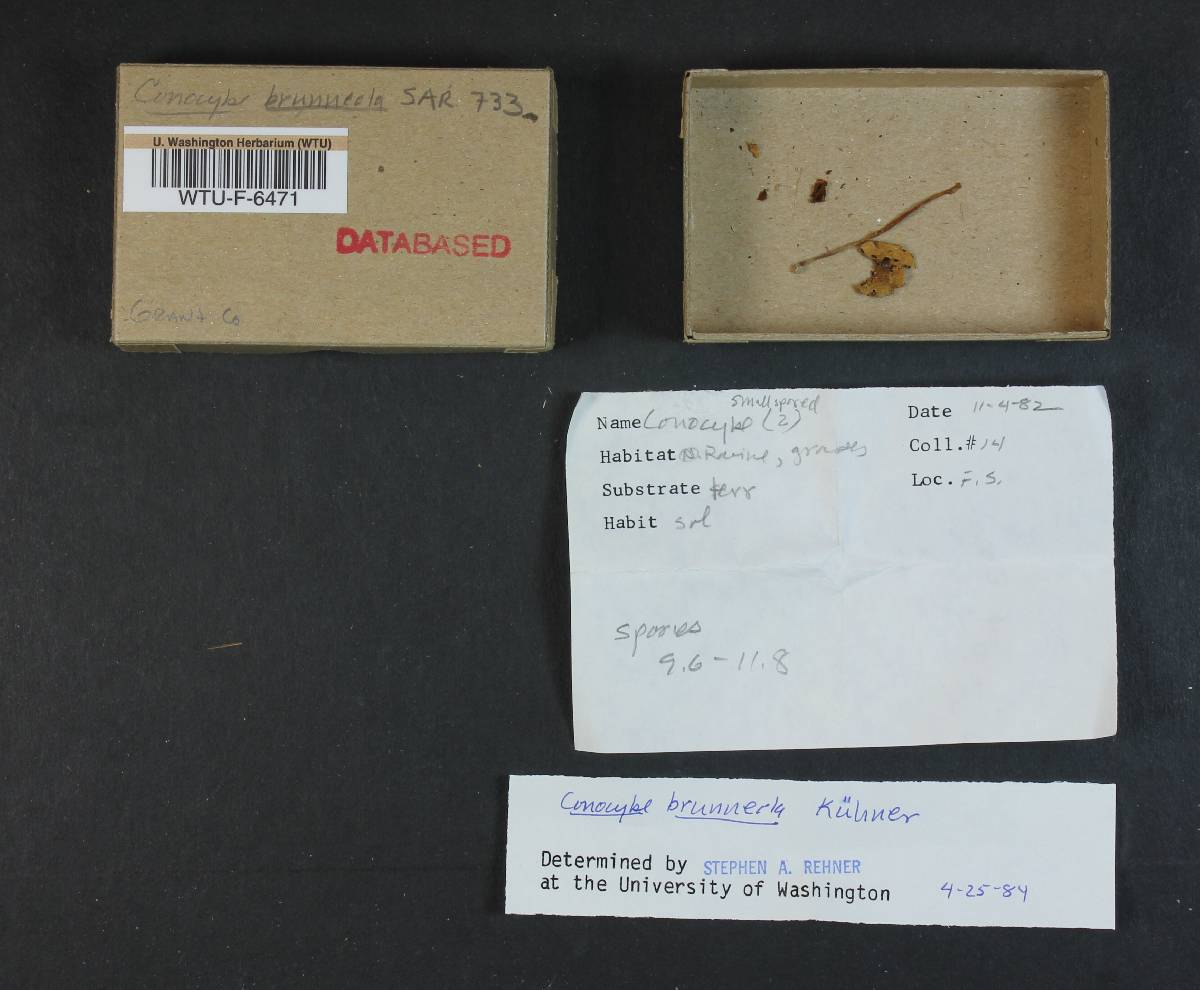 Conocybe brunneola SAR 733
U. Washington Herbarium (WTU)
WTU-F-6471
DATABASED
GRANT Co
small spored
Name Conocybe (2)
Date 11-4-82
Habitat Ravine, grasses
Coll.# 14
Substrate terr
Loc. F.S.
Habit sol
spores
9.6-11.8
Conocybe brunneola Kühner
Determined by STEPHEN A. REHNER
at the University of Washington 4-25-84